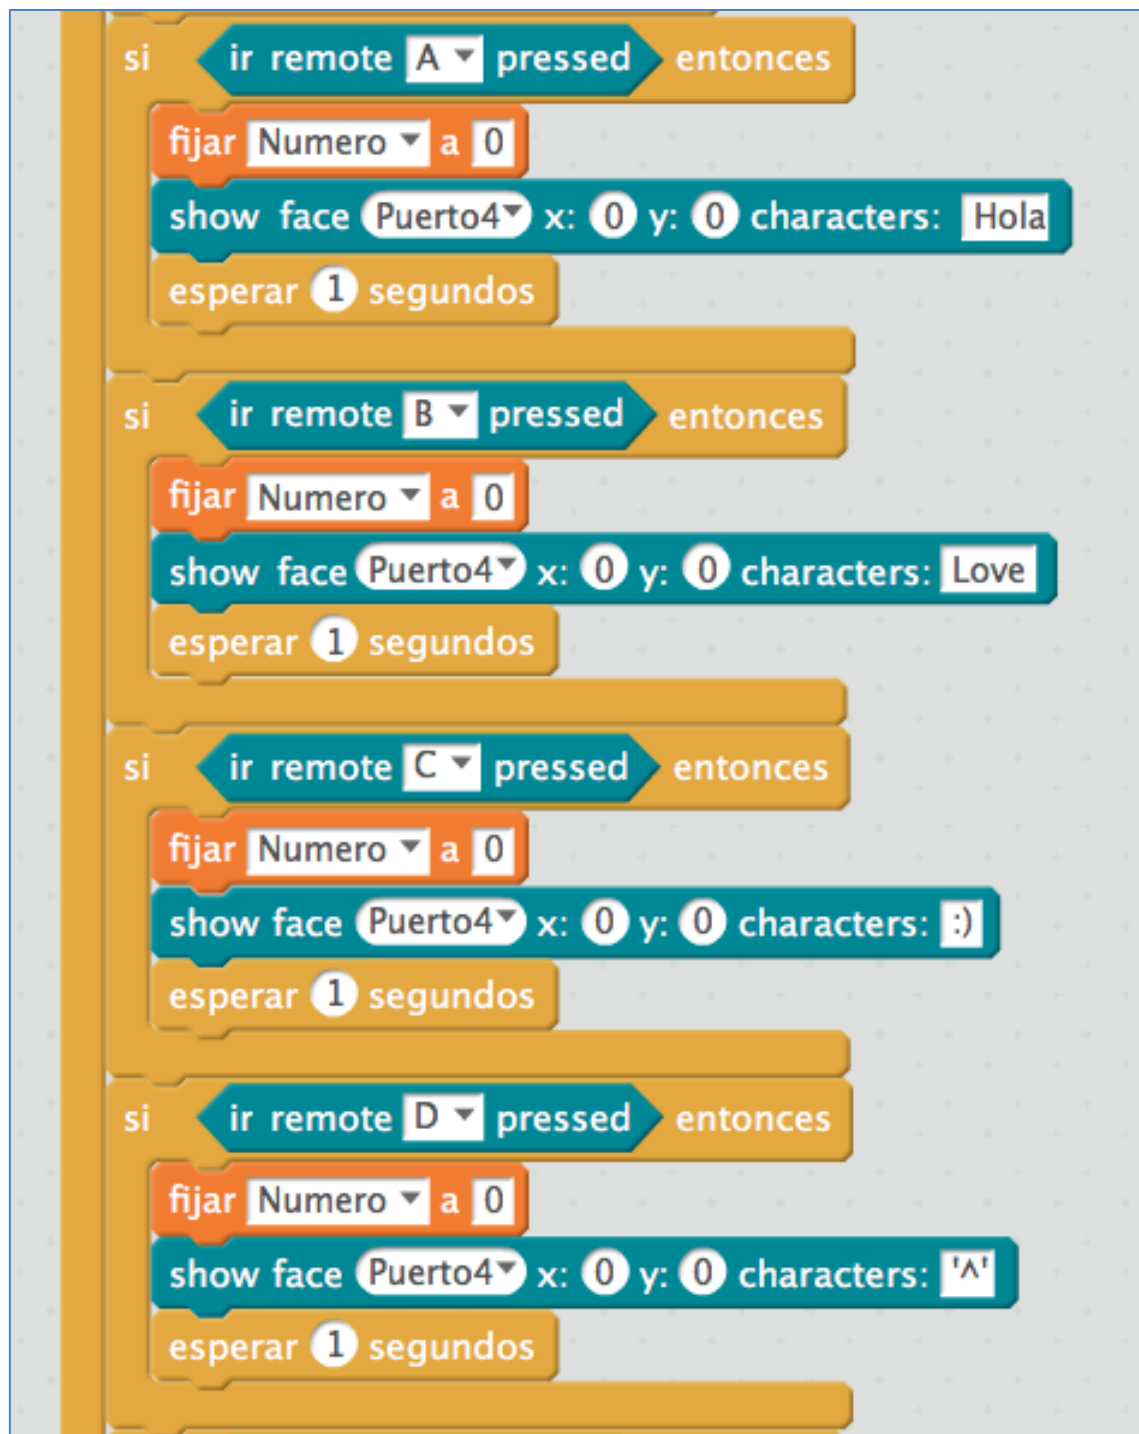 si ir remote A pressed entonces
fijar Numero a 0
show face Puerto4 x: 0 y: 0 characters: Hola
esperar 1 segundos
si ir remote B pressed entonces
fijar Numero a 0
show face Puerto4 x: 0 y: 0 characters: Love
esperar 1 segundos
si ir remote C pressed entonces
fijar Numero a 0
show face Puerto4 x: 0 y: 0 characters: :)
esperar 1 segundos
si ir remote D pressed entonces
fijar Numero a 0
show face Puerto4 x: 0 y: 0 characters: '^'
esperar 1 segundos